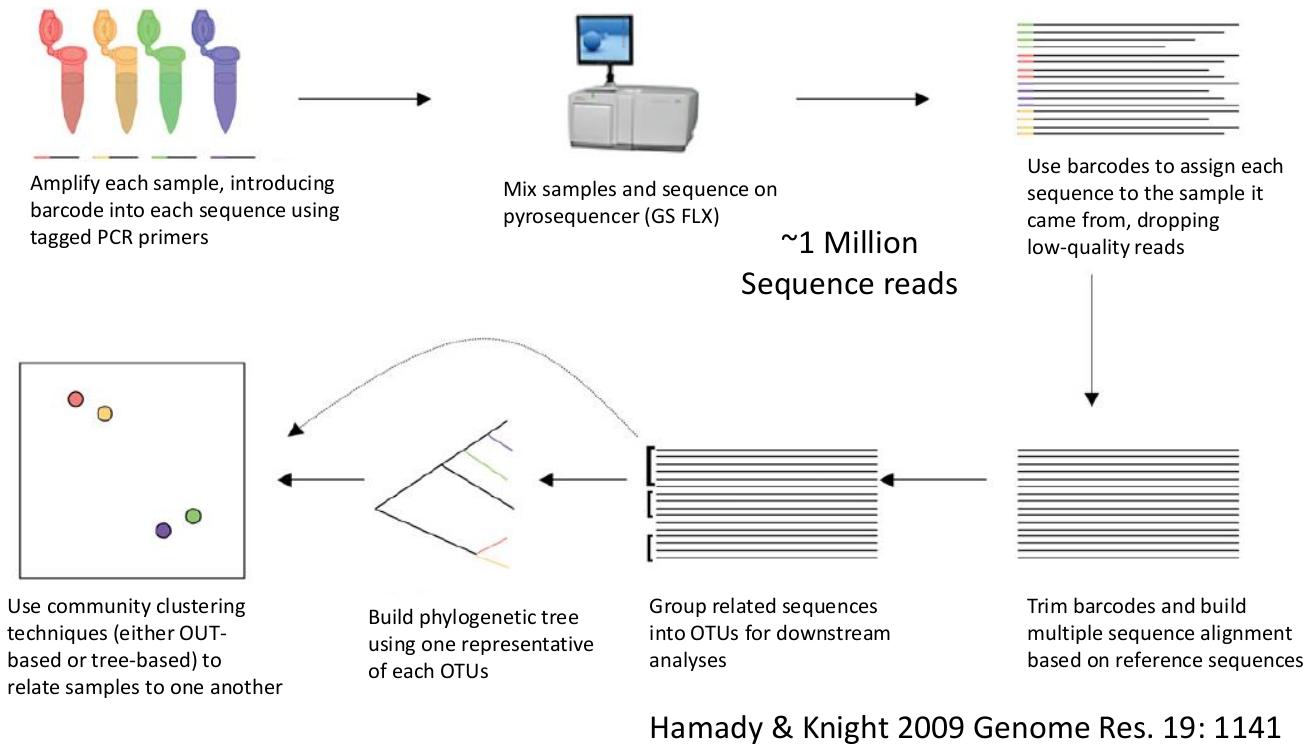 Amplify each sample, introducing
barcode into each sequence using
tagged PCR primers
Mix samples and sequence on
pyrosequencer (GS FLX)
~1 Million
Sequence reads
Use barcodes to assign each
sequence to the sample it
came from, dropping
low-quality reads
Trim barcodes and build
multiple sequence alignment
based on reference sequences
Group related sequences
into OTUs for downstream
analyses
Build phylogenetic tree
using one representative
of each OTUs
Use community clustering
techniques (either OUT-
based or tree-based) to
relate samples to one another
Hamady & Knight 2009 Genome Res. 19: 1141